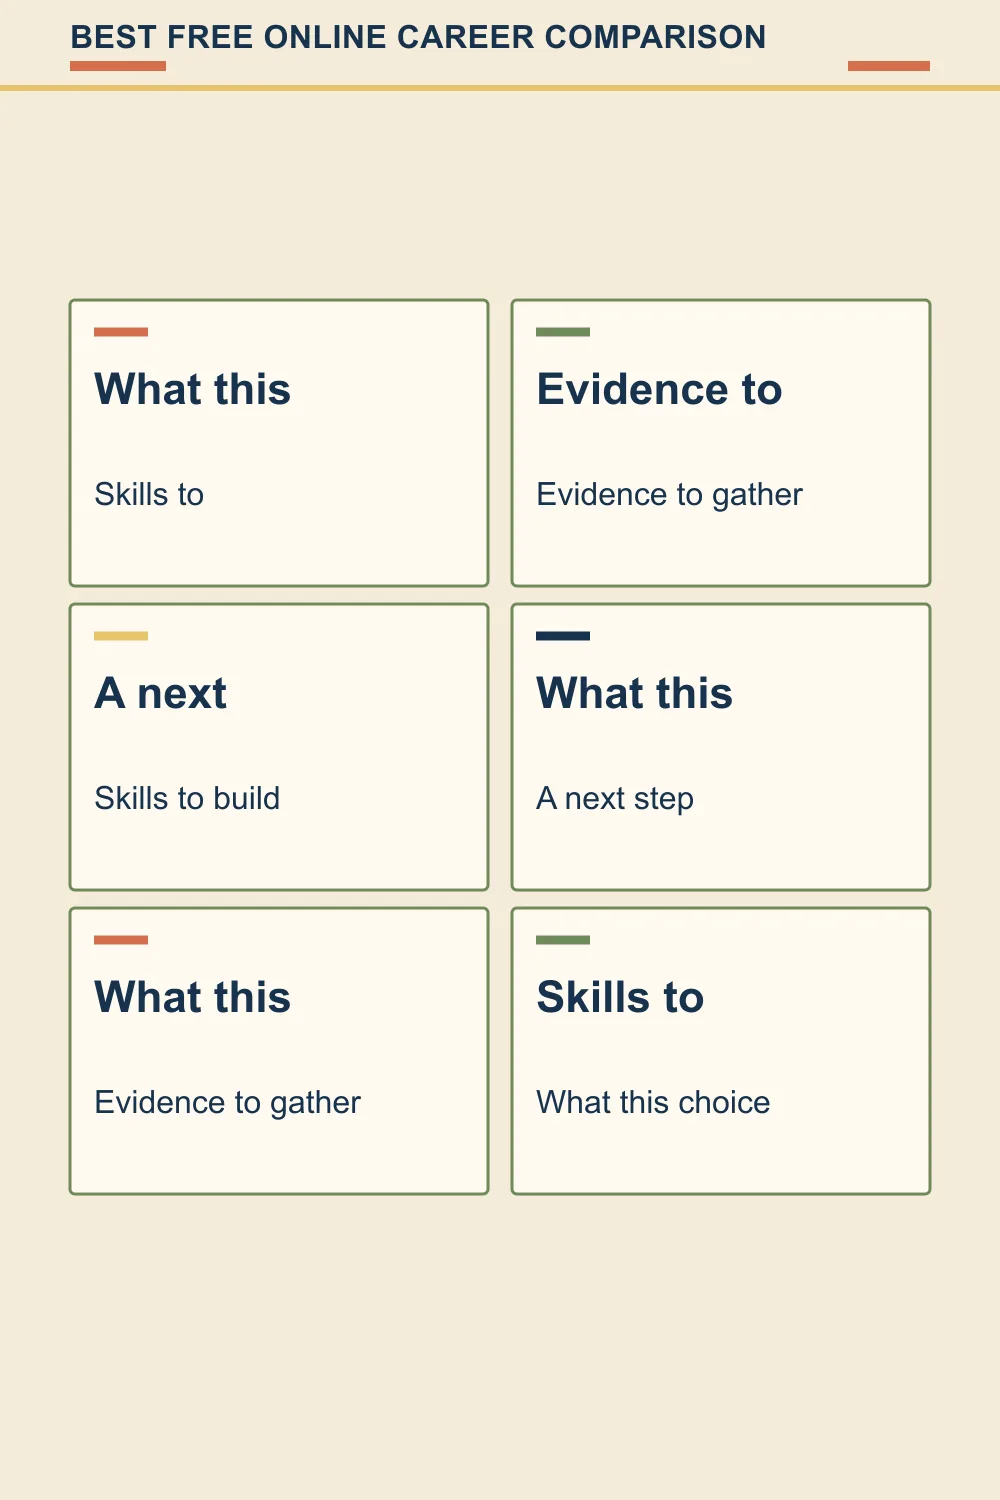 BEST FREE ONLINE CAREER COMPARISON
What this
Skills to
Evidence to
Evidence to gather
A next
Skills to build
What this
A next step
What this
Evidence to gather
Skills to
What this choice